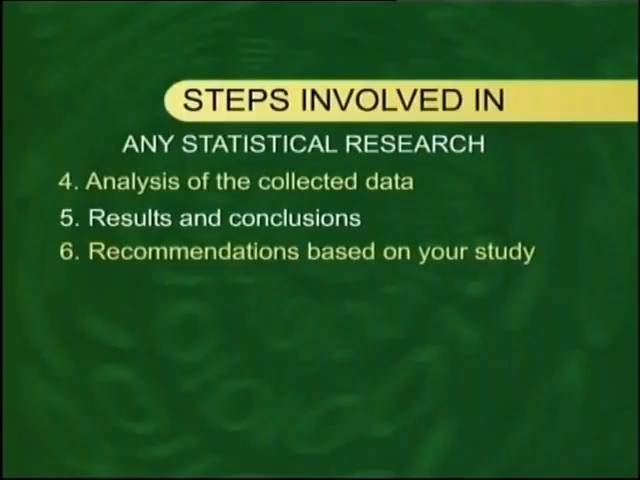 STEPS INVOLVED IN
ANY STATISTICAL RESEARCH
4. Analysis of the collected data
5. Results and conclusions
6. Recommendations based on your study